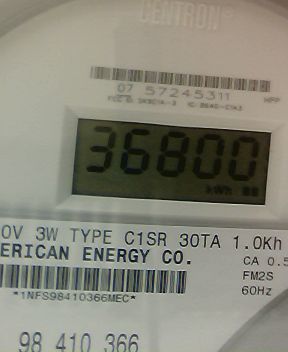 CENTRON®
07 57245311
36800
kWh
0V 3W TYPE C1SR 30TA 1.0Kh
ERICAN ENERGY CO.
CA 0.5
FM2S
*1NFS98410366MEC*
60Hz
98 410 366